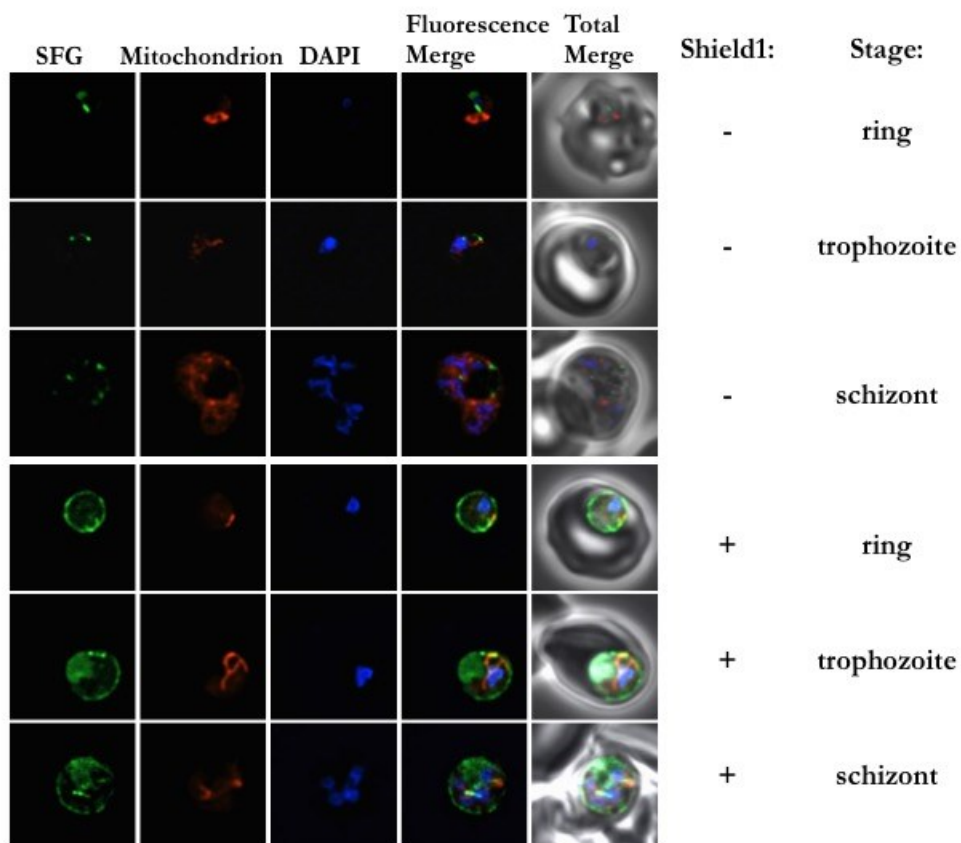 SFG Mitochondrion DAPI Fluorescence Merge Total Merge Shield1: Stage:
- ring
- trophozoite
- schizont
+ ring
+ trophozoite
+ schizont